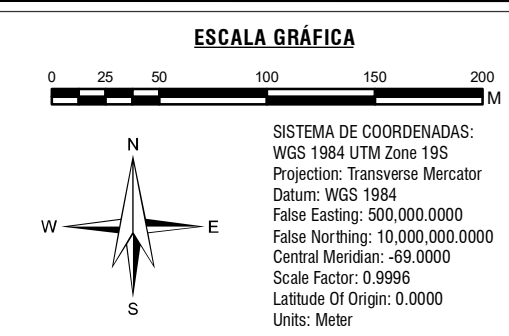 ESCALA GRÁFICA
0 25 50 100 150 200
M
N
W E
S
SISTEMA DE COORDENADAS:
WGS 1984 UTM Zone 19S
Projection: Transverse Mercator
Datum: WGS 1984
False Easting: 500,000.0000
False Northing: 10,000,000.0000
Central Meridian: -69.0000
Scale Factor: 0.9996
Latitude Of Origin: 0.0000
Units: Meter